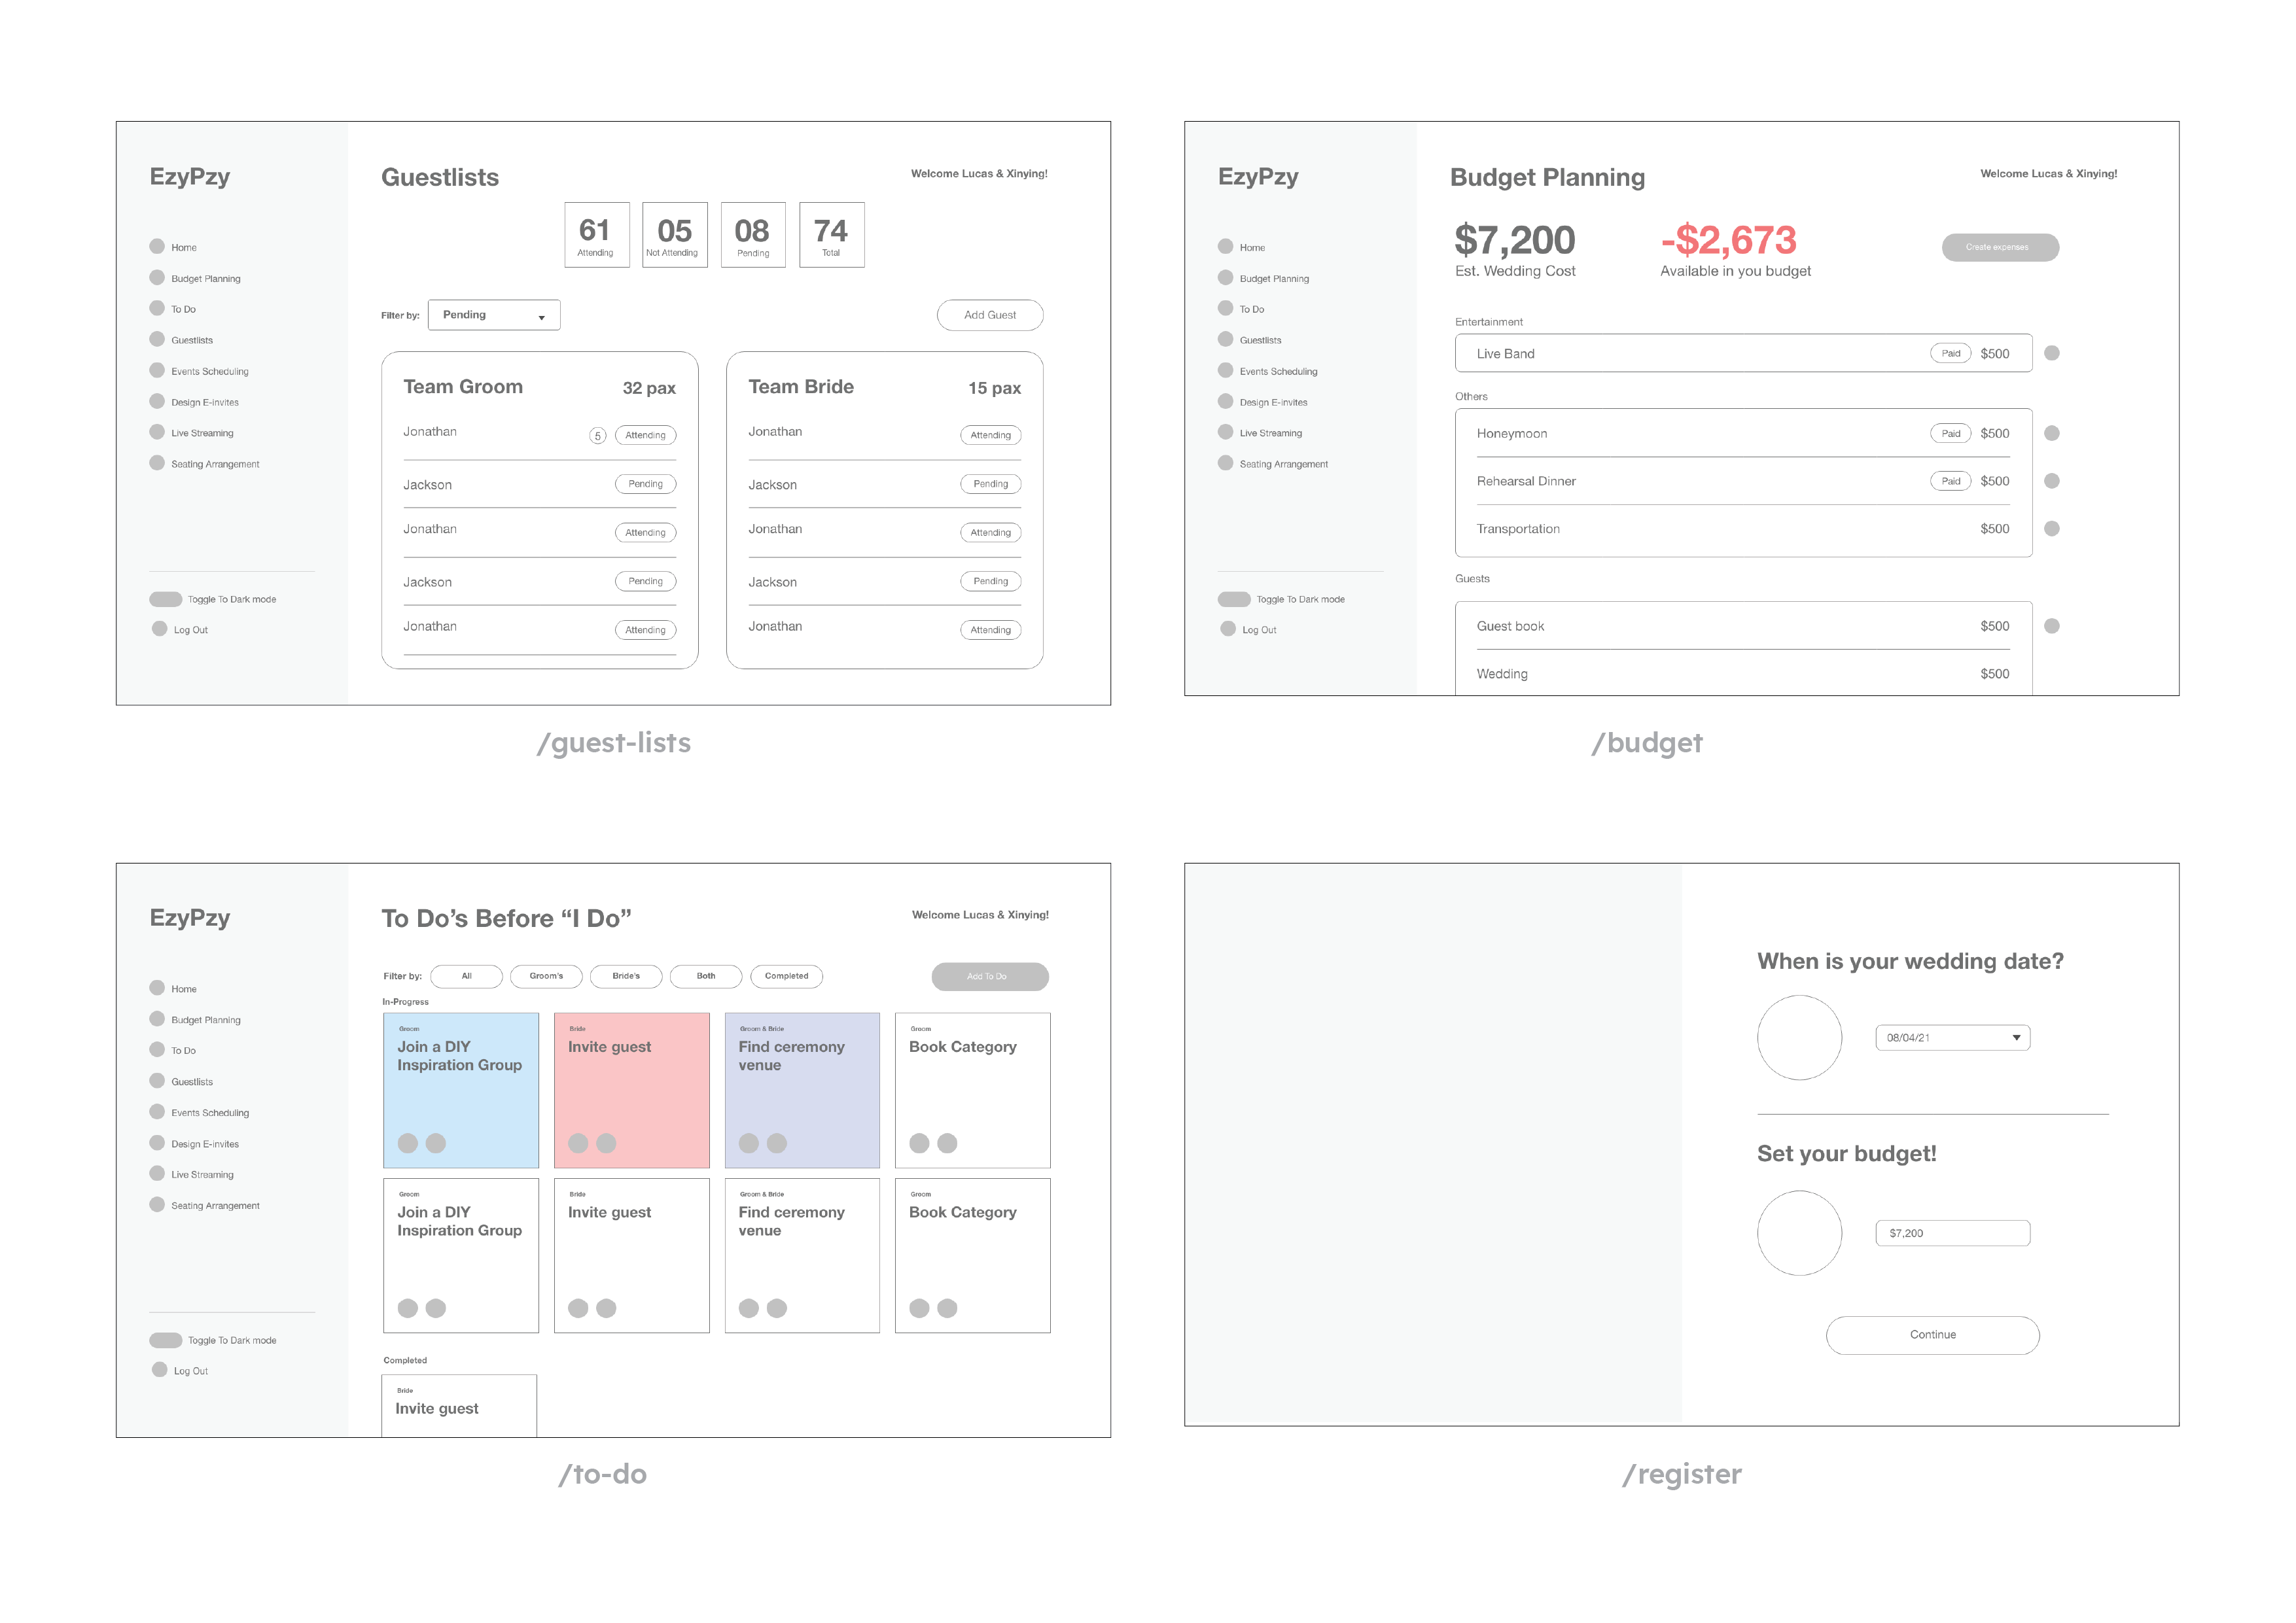 EzyPzy
Home
Budget Planning
To Do
Guestlists
Events Scheduling
Design E-invites
Live Streaming
Seating Arrangement
Toggle To Dark mode
Log Out
Guestlists
Welcome Lucas & Xinying!
61
Attending
05
Not Attending
08
Pending
74
Total
Filter by:
Pending
Add Guest
Team Groom 32 pax
Jonathan 5 Attending
Jackson Pending
Jonathan Attending
Jackson Pending
Jonathan Attending
Team Bride 15 pax
Jonathan Attending
Jackson Pending
Jonathan Attending
Jackson Pending
Jonathan Attending
/guest-lists
EzyPzy
Home
Budget Planning
To Do
Guestlists
Events Scheduling
Design E-invites
Live Streaming
Seating Arrangement
Toggle To Dark mode
Log Out
Budget Planning
Welcome Lucas & Xinying!
$7,200
Est. Wedding Cost
-$2,673
Available in you budget
Create expenses
Entertainment
Live Band Paid $500
Others
Honeymoon Paid $500
Rehearsal Dinner Paid $500
Transportation $500
Guests
Guest book $500
Wedding $500
/budget
EzyPzy
Home
Budget Planning
To Do
Guestlists
Events Scheduling
Design E-invites
Live Streaming
Seating Arrangement
Toggle To Dark mode
Log Out
To Do’s Before “I Do”
Welcome Lucas & Xinying!
Filter by: All Groom's Bride's Both Completed
Add To Do
In-Progress
Groom
Join a DIY
Inspiration Group
Bride
Invite guest
Groom & Bride
Find ceremony
venue
Groom
Book Category
Groom
Join a DIY
Inspiration Group
Bride
Invite guest
Groom & Bride
Find ceremony
venue
Groom
Book Category
Completed
Bride
Invite guest
/to-do
When is your wedding date?
08/04/21
Set your budget!
$7,200
Continue
/register